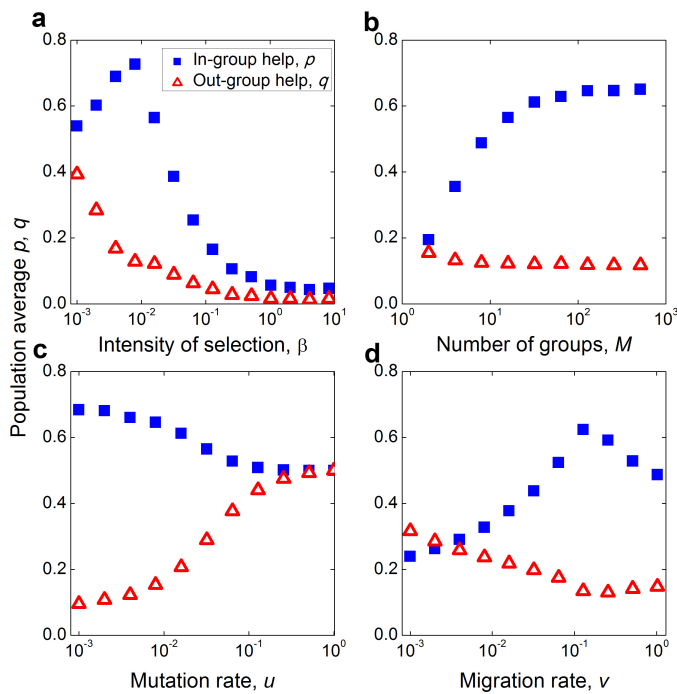 a
b
In-group help, p
Out-group help, q
0.8
0.6
0.4
0.2
0.0
10⁻³ 10⁻² 10⁻¹ 10⁰ 10¹
Intensity of selection, β
0.8
0.6
0.4
0.2
0.0
10⁰ 10¹ 10² 10³
Number of groups, M
Population average p, q
c
d
0.8
0.6
0.4
0.2
0.0
10⁻³ 10⁻² 10⁻¹ 10⁰
Mutation rate, u
0.8
0.6
0.4
0.2
0.0
10⁻³ 10⁻² 10⁻¹ 10⁰
Migration rate, v